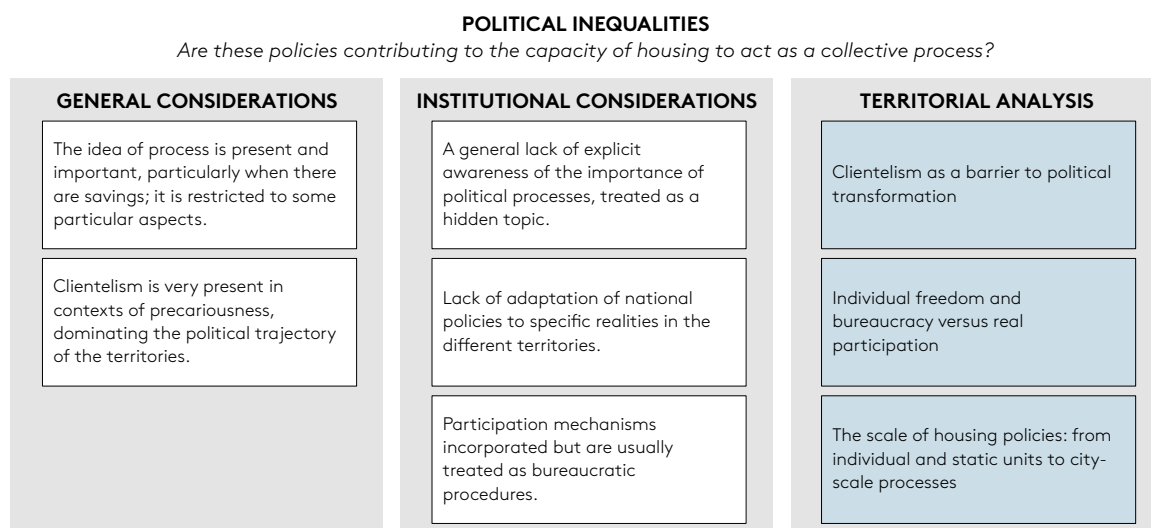 POLITICAL INEQUALITIES
Are these policies contributing to the capacity of housing to act as a collective process?
GENERAL CONSIDERATIONS
The idea of process is present and
important, particularly when there
are savings; it is restricted to some
particular aspects.
Clientelism is very present in
contexts of precariousness,
dominating the political trajectory
of the territories.
INSTITUTIONAL CONSIDERATIONS
A general lack of explicit
awareness of the importance of
political processes, treated as a
hidden topic.
Lack of adaptation of national
policies to specific realities in the
different territories.
Participation mechanisms
incorporated but are usually
treated as bureaucratic
procedures.
TERRITORIAL ANALYSIS
Clientelism as a barrier to political
transformation
Individual freedom and
bureaucracy versus real
participation
The scale of housing policies: from
individual and static units to city-
scale processes